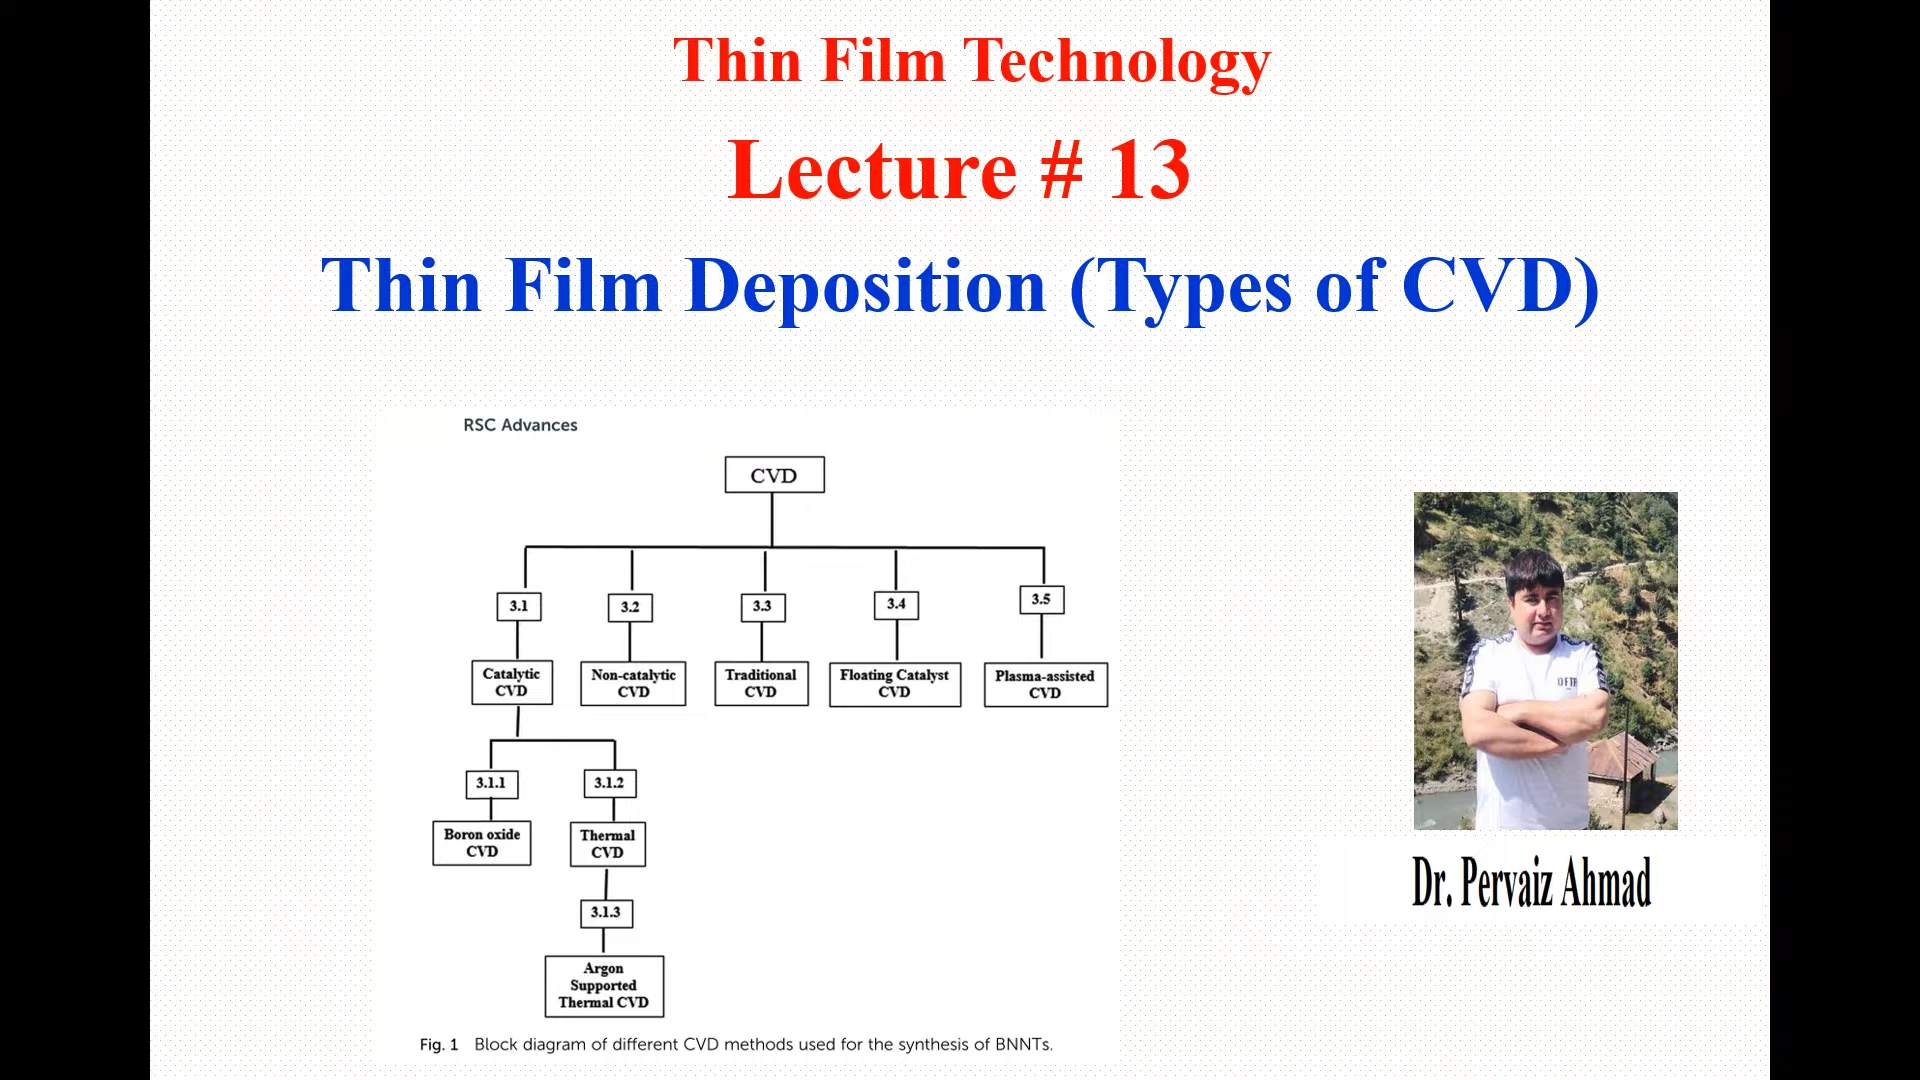 Thin Film Technology
Lecture # 13
Thin Film Deposition (Types of CVD)
RSC Advances
CVD
3.1
3.2
3.3
3.4
3.5
Catalytic
CVD
Non-catalytic
CVD
Traditional
CVD
Floating Catalyst
CVD
Plasma-assisted
CVD
3.1.1
3.1.2
Boron oxide
CVD
Thermal
CVD
3.1.3
Argon
Supported
Thermal CVD
Fig. 1 Block diagram of different CVD methods used for the synthesis of BNNTs.
Dr. Pervaiz Ahmad